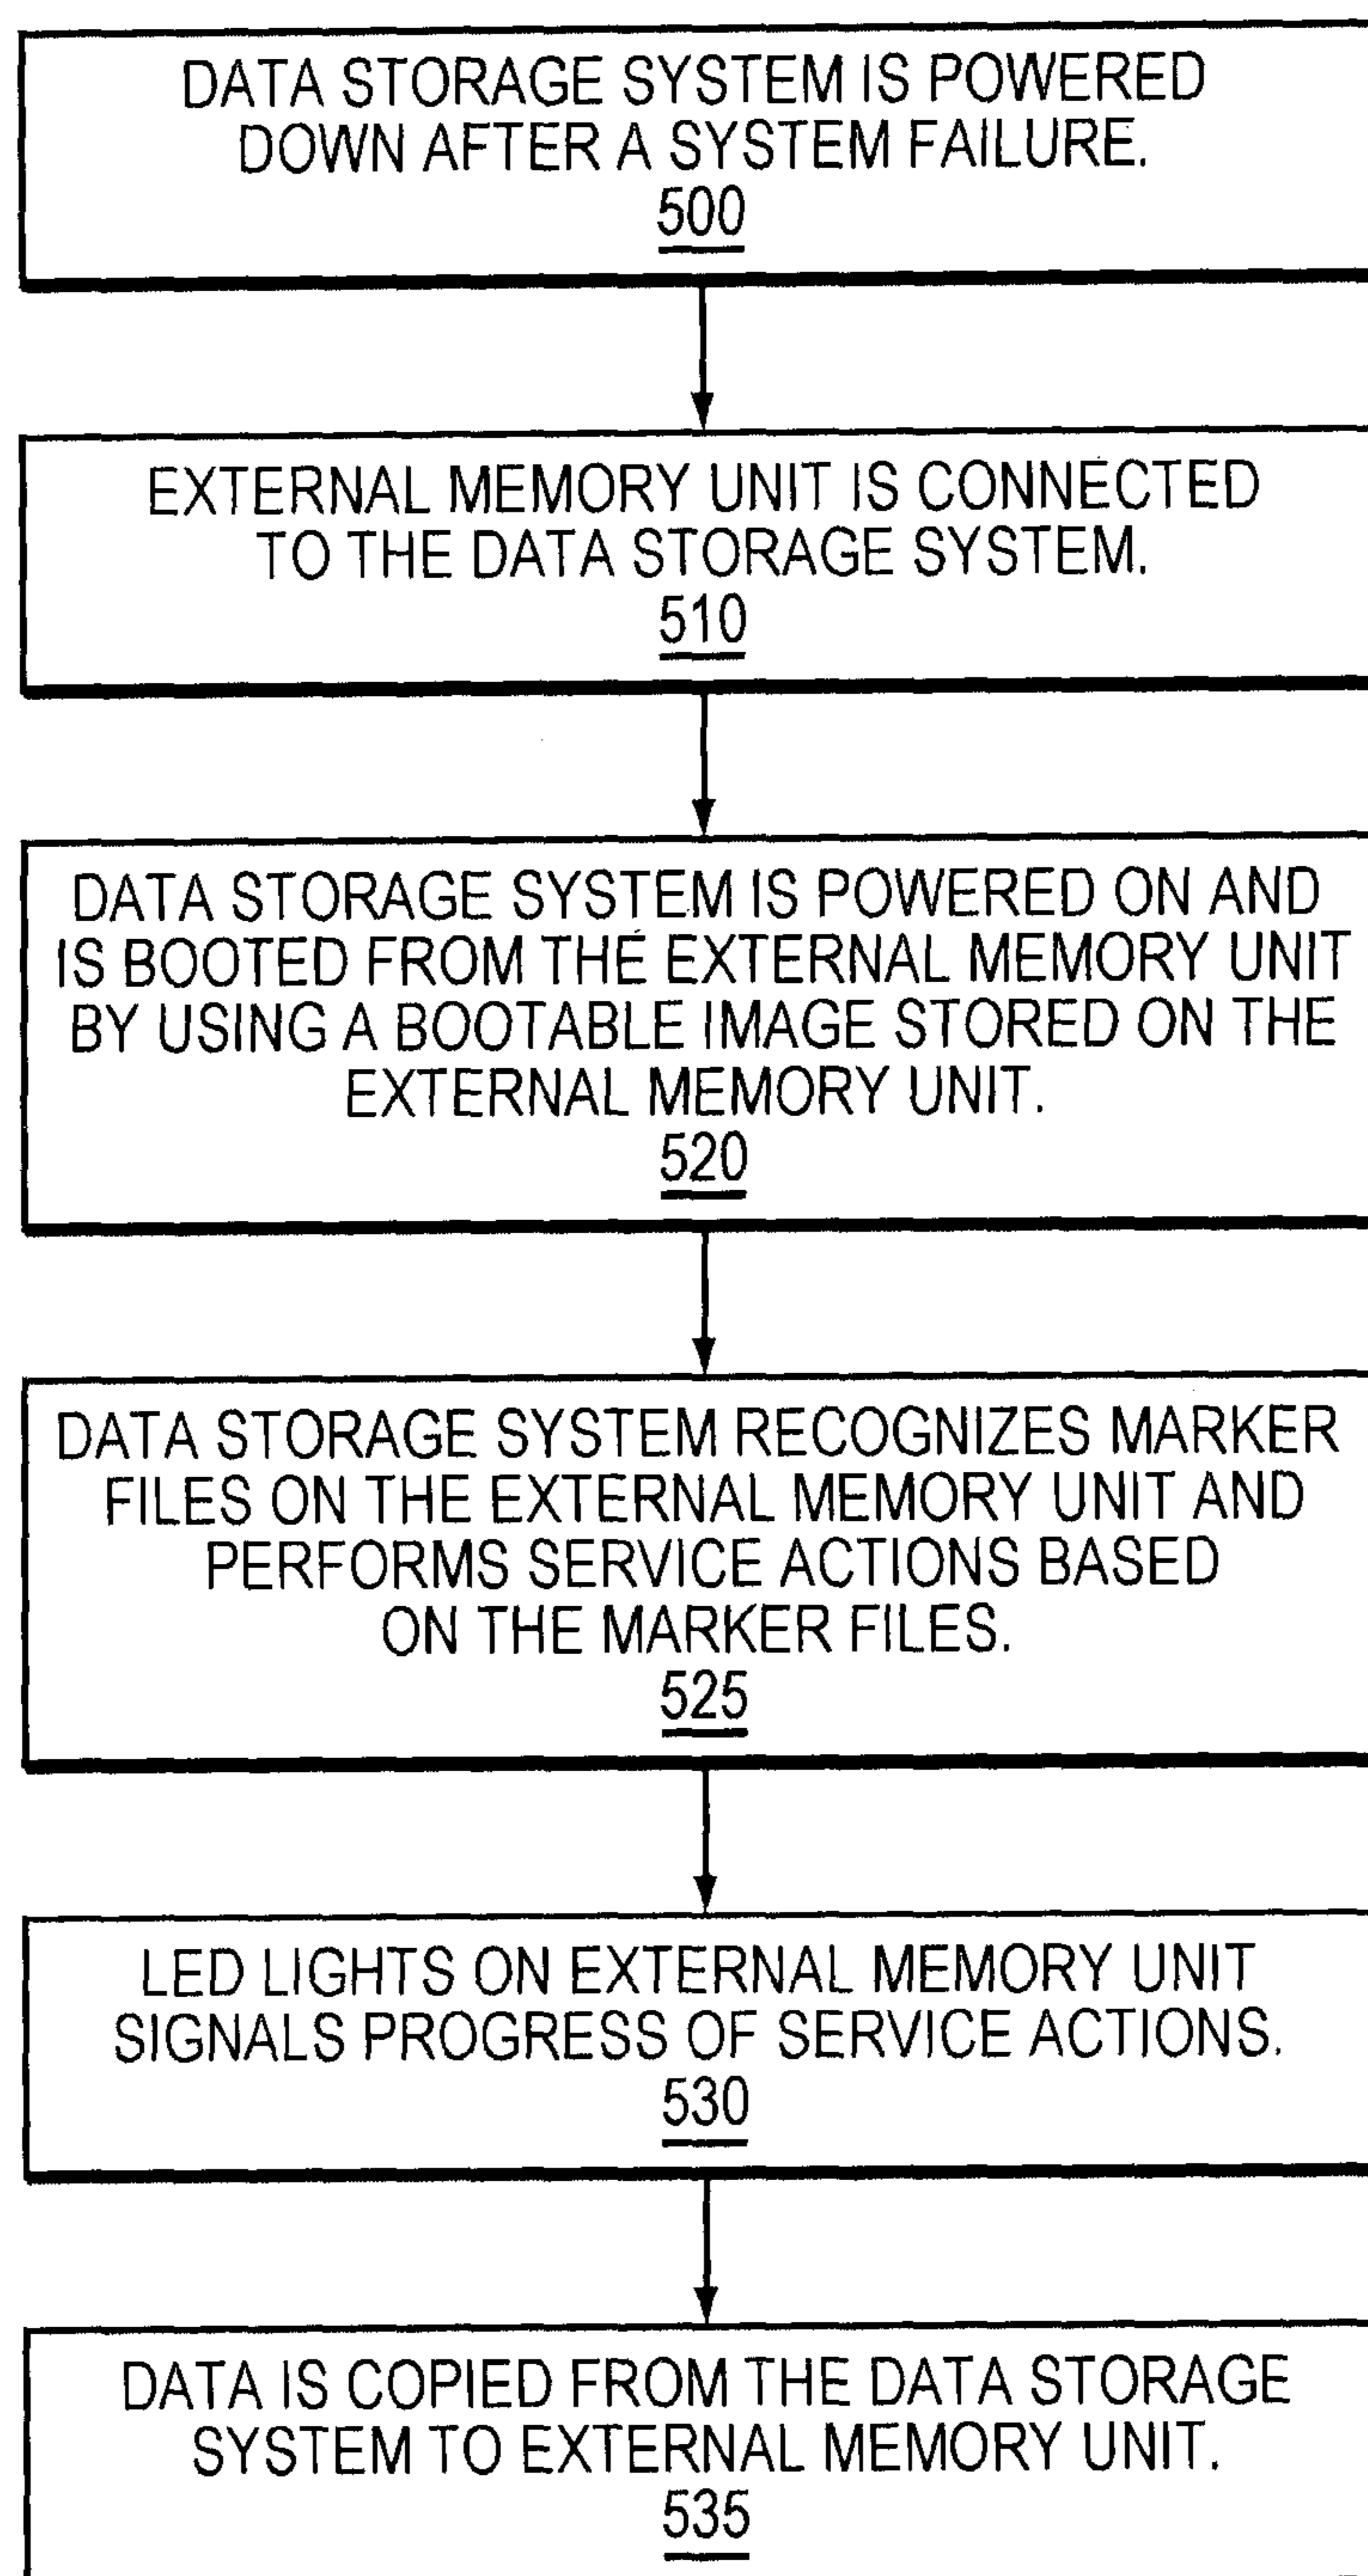 DATA STORAGE SYSTEM IS POWERED
DOWN AFTER A SYSTEM FAILURE.
500
EXTERNAL MEMORY UNIT IS CONNECTED
TO THE DATA STORAGE SYSTEM.
510
DATA STORAGE SYSTEM IS POWERED ON AND
IS BOOTED FROM THE EXTERNAL MEMORY UNIT
BY USING A BOOTABLE IMAGE STORED ON THE
EXTERNAL MEMORY UNIT.
520
DATA STORAGE SYSTEM RECOGNIZES MARKER
FILES ON THE EXTERNAL MEMORY UNIT AND
PERFORMS SERVICE ACTIONS BASED
ON THE MARKER FILES.
525
LED LIGHTS ON EXTERNAL MEMORY UNIT
SIGNALS PROGRESS OF SERVICE ACTIONS.
530
DATA IS COPIED FROM THE DATA STORAGE
SYSTEM TO EXTERNAL MEMORY UNIT.
535